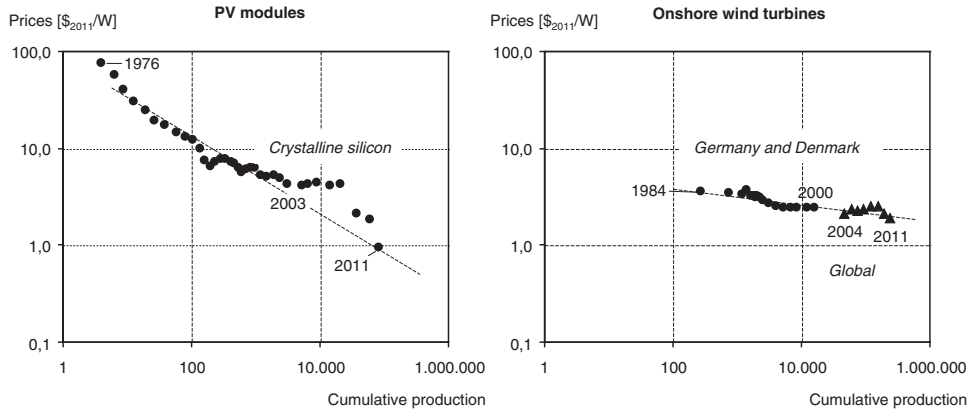 PV modules
Prices [$2011/W]
100,0
10,0
1,0
0,1
1976
Crystalline silicon
2003
2011
1
100
10.000
1.000.000
Cumulative production
Onshore wind turbines
Prices [$2011/W]
100,0
10,0
1,0
0,1
Germany and Denmark
1984
2000
2004
2011
Global
1
100
10.000
1.000.000
Cumulative production